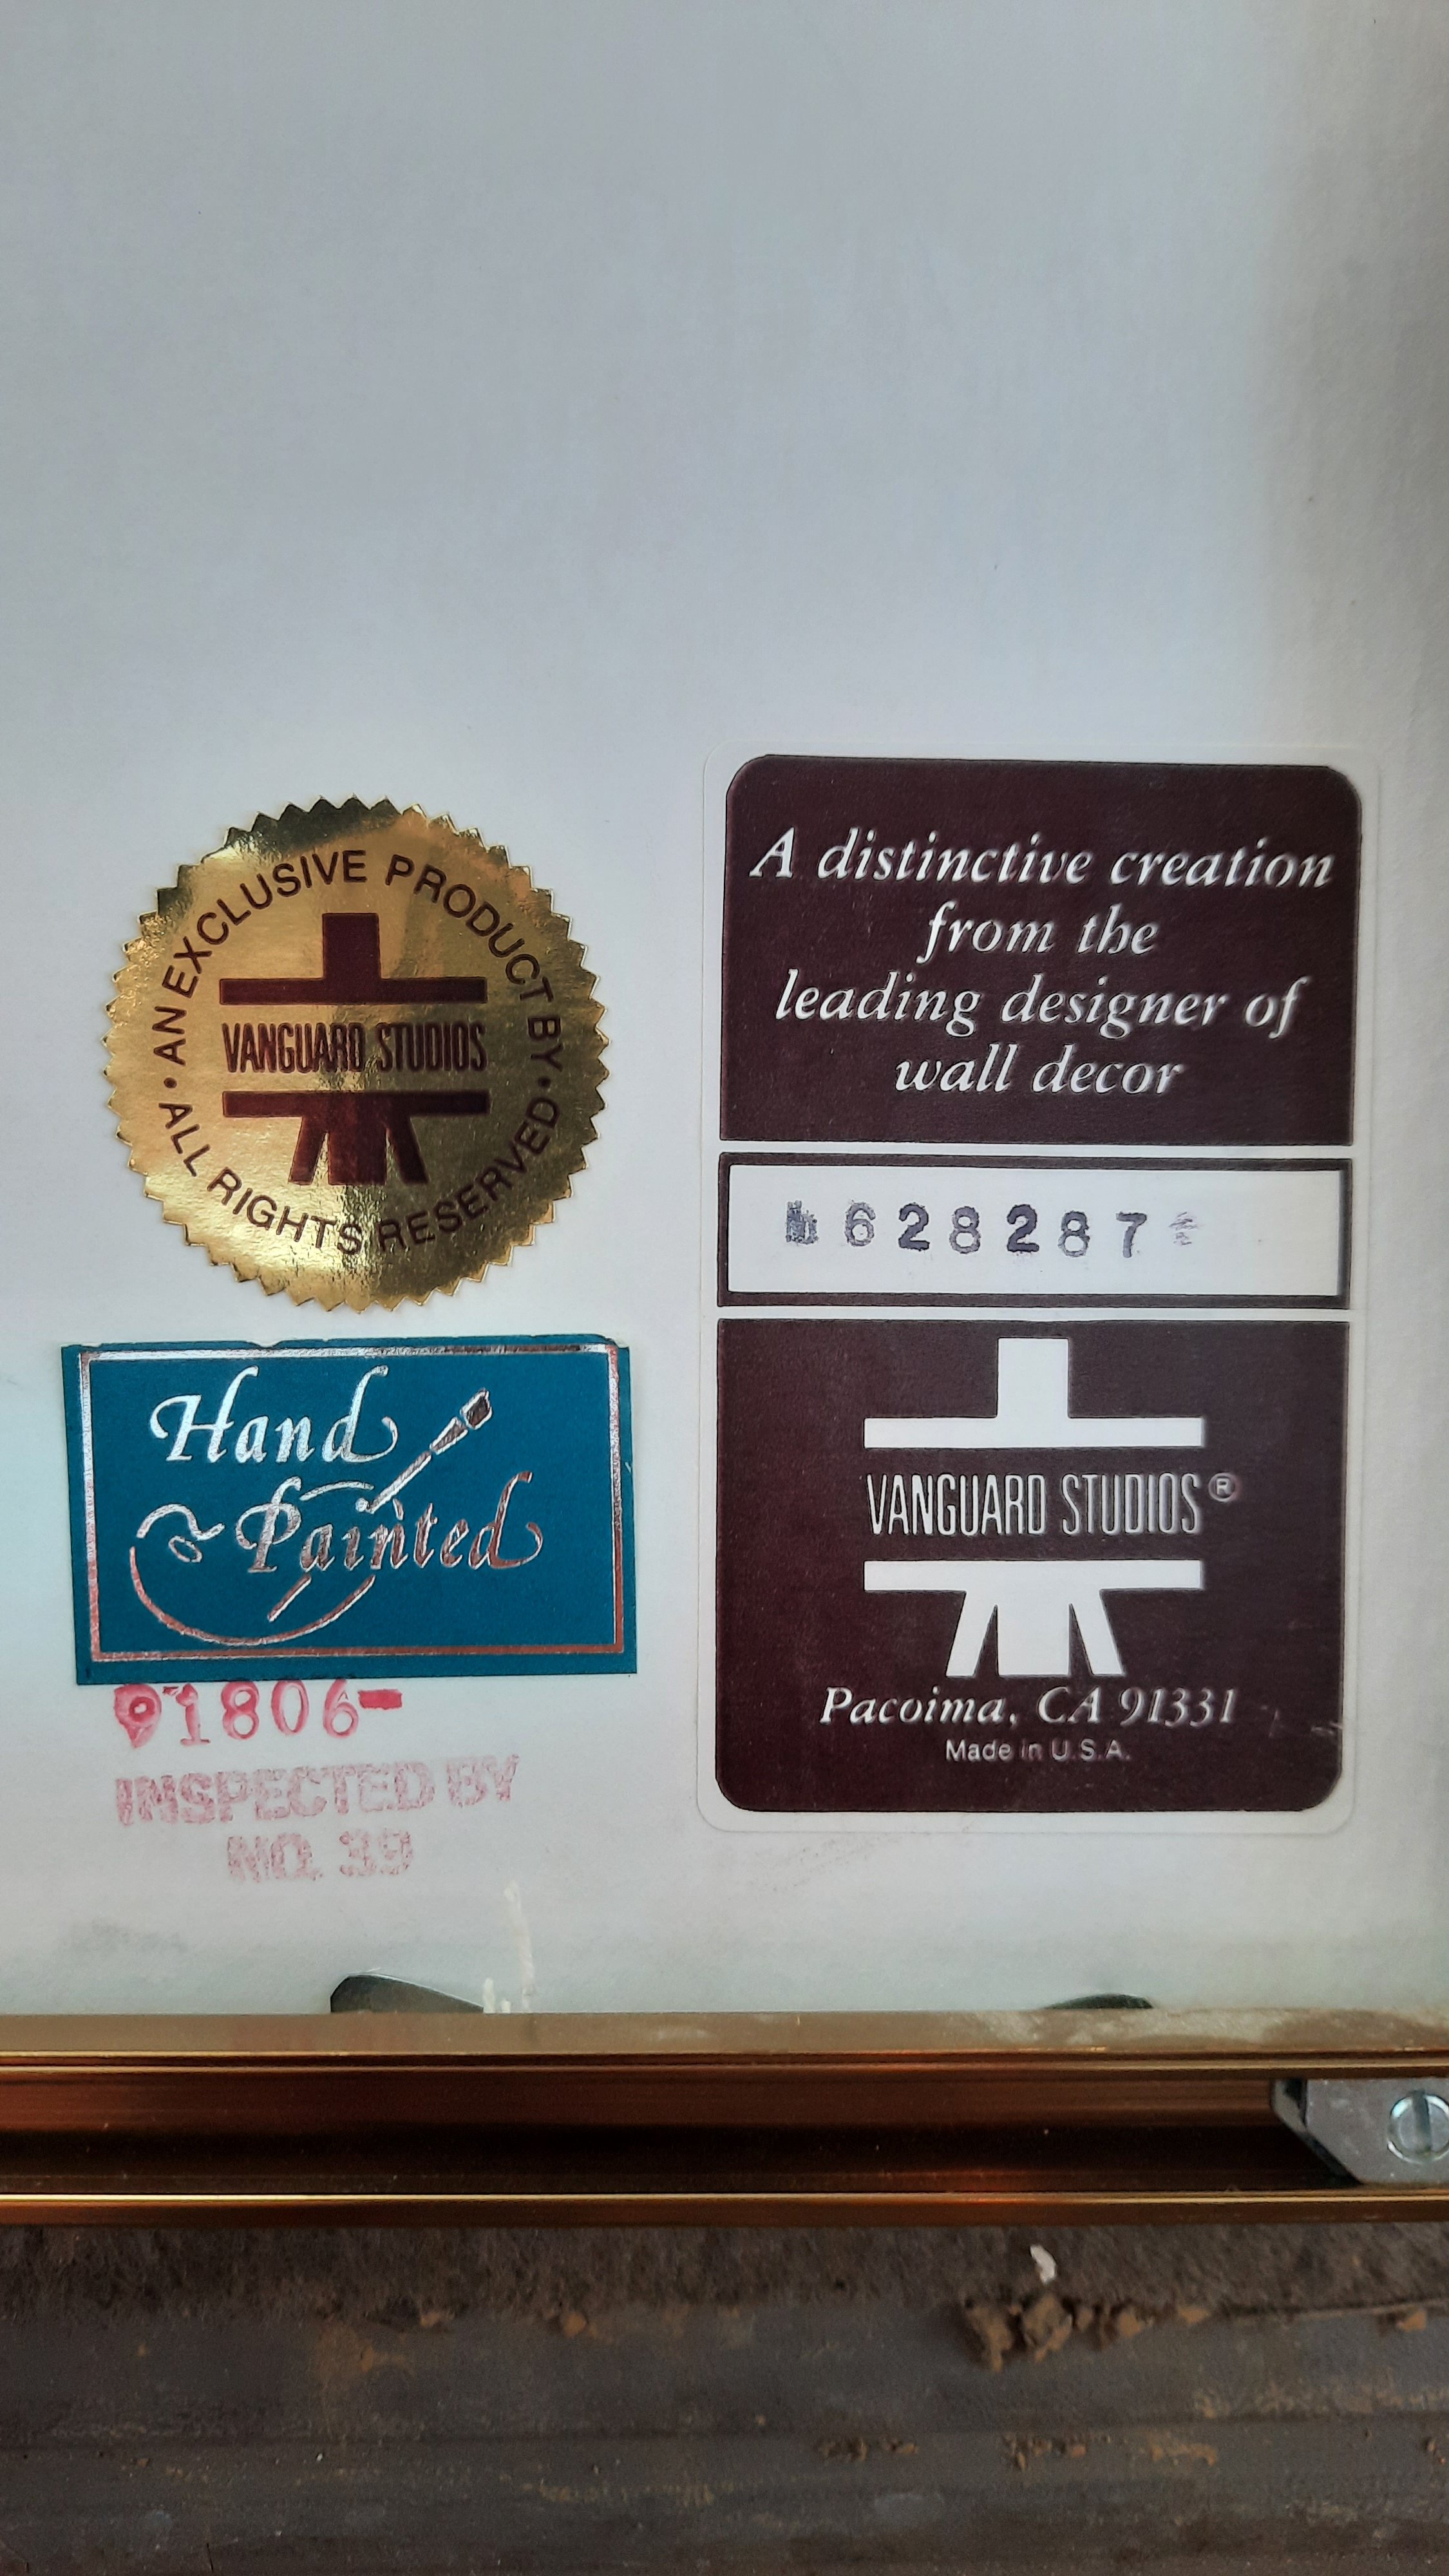 AN EXCLUSIVE PRODUCT BY
VANGUARD STUDIOS
• ALL RIGHTS RESERVED •
Hand
Painted
91806-
INSPECTED BY
NO. 39
A distinctive creation
from the
leading designer of
wall decor
628287
VANGUARD STUDIOS®
Pacoima, CA 91331
Made in U.S.A.